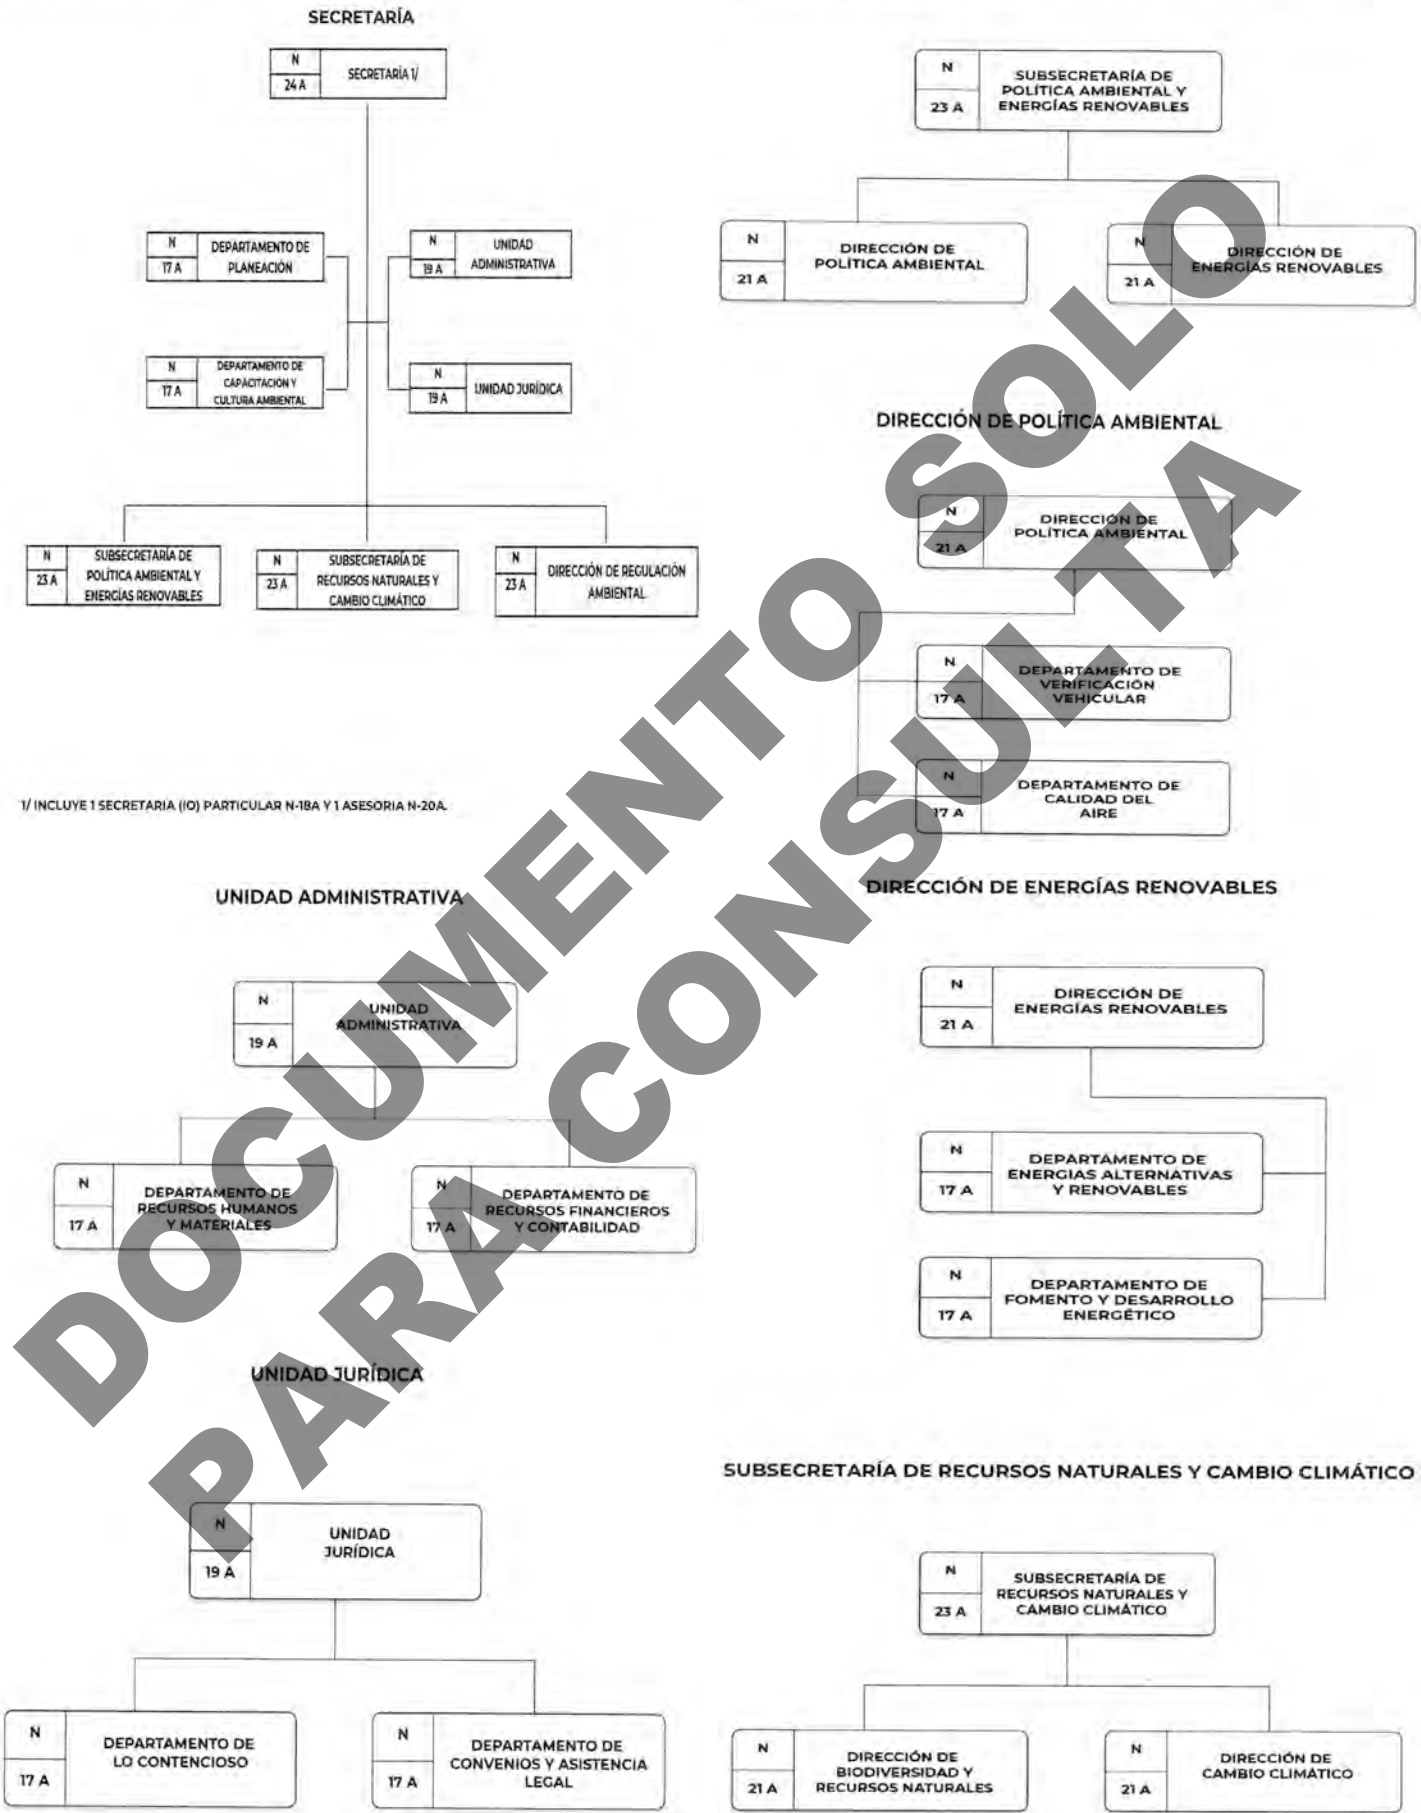 SECRETARÍA
N
24 A
SECRETARÍA 1/
N
17 A
DEPARTAMENTO DE
PLANEACIÓN
N
19 A
UNIDAD
ADMINISTRATIVA
N
17 A
DEPARTAMENTO DE
CAPACITACIÓN Y
CULTURA AMBIENTAL
N
19 A
UNIDAD JURÍDICA
N
23 A
SUBSECRETARÍA DE
POLÍTICA AMBIENTAL Y
ENERGÍAS RENOVABLES
N
23 A
SUBSECRETARÍA DE
RECURSOS NATURALES Y
CAMBIO CLIMÁTICO
N
23 A
DIRECCIÓN DE REGULACIÓN
AMBIENTAL
1/ INCLUYE 1 SECRETARIA (IO) PARTICULAR N-18A Y 1 ASESORIA N-20A.
UNIDAD ADMINISTRATIVA
N
19 A
UNIDAD
ADMINISTRATIVA
N
17 A
DEPARTAMENTO DE
RECURSOS HUMANOS
Y MATERIALES
N
17 A
DEPARTAMENTO DE
RECURSOS FINANCIEROS
Y CONTABILIDAD
UNIDAD JURÍDICA
N
19 A
UNIDAD
JURÍDICA
N
17 A
DEPARTAMENTO DE
LO CONTENCIOSO
N
17 A
DEPARTAMENTO DE
CONVENIOS Y ASISTENCIA
LEGAL
N
23 A
SUBSECRETARÍA DE
POLÍTICA AMBIENTAL Y
ENERGÍAS RENOVABLES
N
21 A
DIRECCIÓN DE
POLÍTICA AMBIENTAL
N
21 A
DIRECCIÓN DE
ENERGÍAS RENOVABLES
DIRECCIÓN DE POLÍTICA AMBIENTAL
N
21 A
DIRECCIÓN DE
POLÍTICA AMBIENTAL
N
17 A
DEPARTAMENTO DE
VERIFICACIÓN
VEHICULAR
N
17 A
DEPARTAMENTO DE
CALIDAD DEL
AIRE
DIRECCIÓN DE ENERGÍAS RENOVABLES
N
21 A
DIRECCIÓN DE
ENERGÍAS RENOVABLES
N
17 A
DEPARTAMENTO DE
ENERGIAS ALTERNATIVAS
Y RENOVABLES
N
17 A
DEPARTAMENTO DE
FOMENTO Y DESARROLLO
ENERGÉTICO
SUBSECRETARÍA DE RECURSOS NATURALES Y CAMBIO CLIMÁTICO
N
23 A
SUBSECRETARÍA DE
RECURSOS NATURALES Y
CAMBIO CLIMÁTICO
N
21 A
DIRECCIÓN DE
BIODIVERSIDAD Y
RECURSOS NATURALES
N
21 A
DIRECCIÓN DE
CAMBIO CLIMÁTICO
DOCUMENTO SOLO
PARA CONSULTA